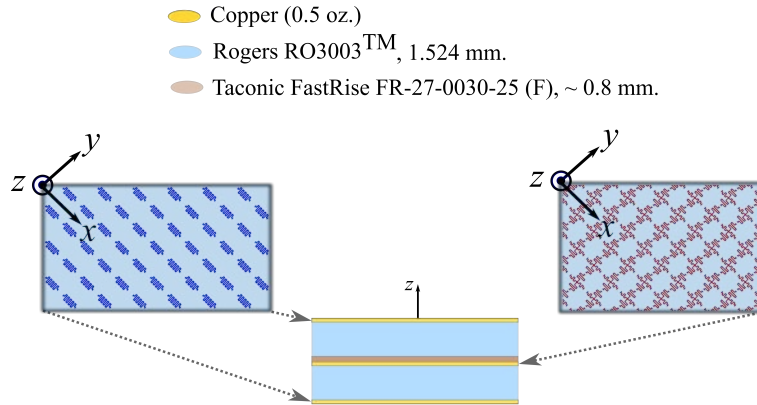 Copper (0.5 oz.)
Rogers RO3003TM, 1.524 mm.
Taconic FastRise FR-27-0030-25 (F), ~ 0.8 mm.
y
z
x
y
z
x
z